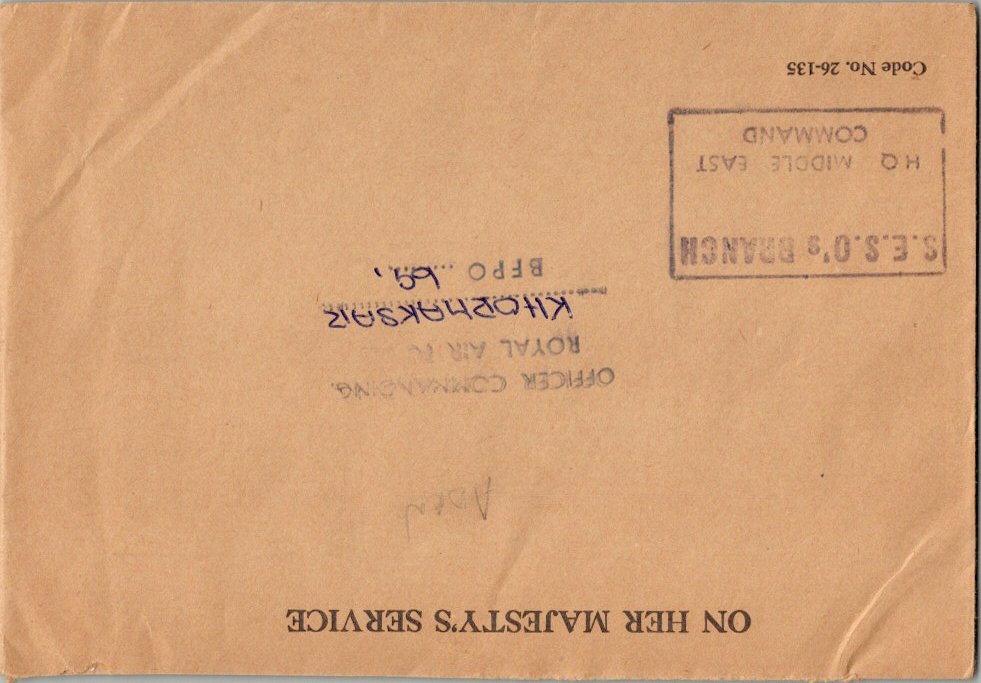 ON HER MAJESTY'S SERVICE
Aden
OFFICER COMMANDING.
ROYAL AIR
KHORMAKSAR
BFPO ... 69.
S.E.S.O's BRANCH
H.Q MIDDLE EAST
COMMAND
Code No. 26-135